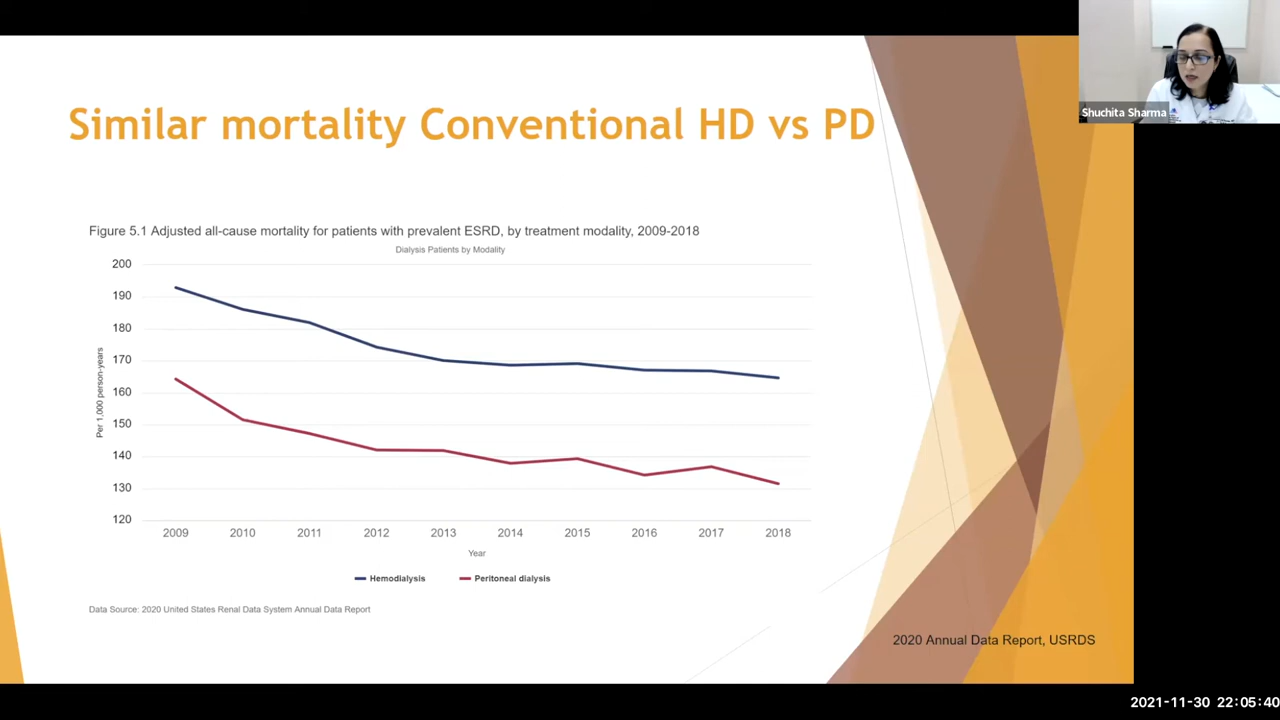 Shuchita Sharma
Similar mortality Conventional HD vs PD
Figure 5.1 Adjusted all-cause mortality for patients with prevalent ESRD, by treatment modality, 2009-2018
Dialysis Patients by Modality
200
190
180
170
160
150
140
130
120
Per 1,000 person-years
2009 2010 2011 2012 2013 2014 2015 2016 2017 2018
Year
Hemodialysis Peritoneal dialysis
Data Source: 2020 United States Renal Data System Annual Data Report
2020 Annual Data Report, USRDS
2021-11-30 22:05:40